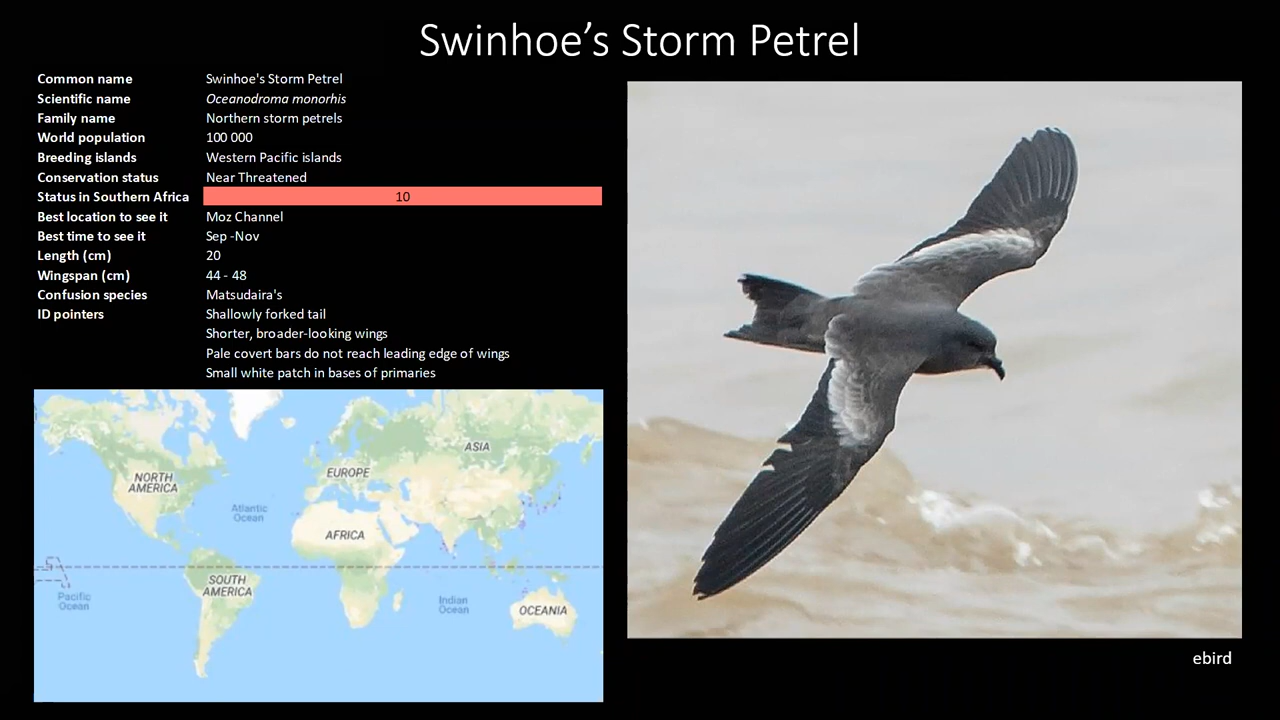 Swinhoe's Storm Petrel
Common name Swinhoe's Storm Petrel
Scientific name Oceanodroma monorhis
Family name Northern storm petrels
World population 100 000
Breeding islands Western Pacific islands
Conservation status Near Threatened
Status in Southern Africa 10
Best location to see it Moz Channel
Best time to see it Sep -Nov
Length (cm) 20
Wingspan (cm) 44 - 48
Confusion species Matsudaira's
ID pointers Shallowly forked tail
Shorter, broader-looking wings
Pale covert bars do not reach leading edge of wings
Small white patch in bases of primaries
ASIA
EUROPE
NORTH
AMERICA
Atlantic
Ocean
AFRICA
SOUTH
AMERICA
Pacific
Ocean
Indian
Ocean
OCEANIA
ebird